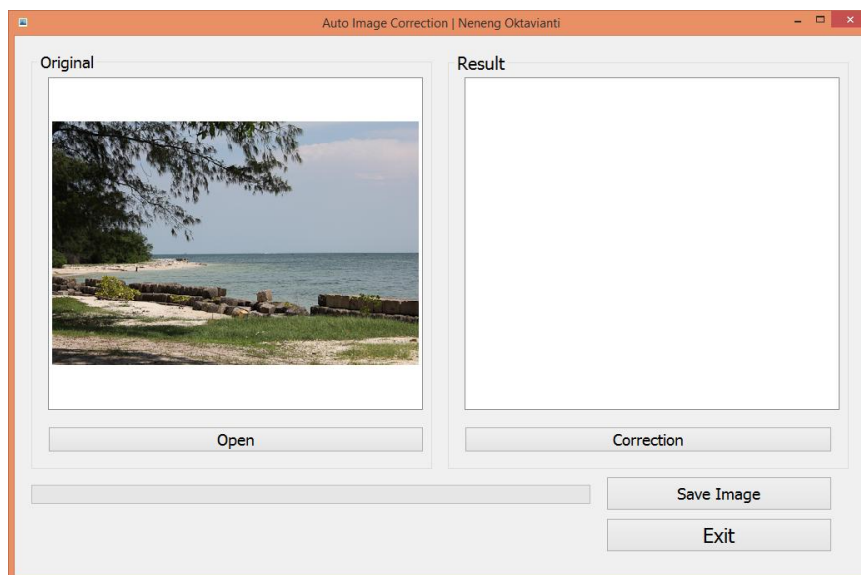 Auto Image Correction | Neneng Oktavianti
Original
Result
Open
Correction
Save Image
Exit